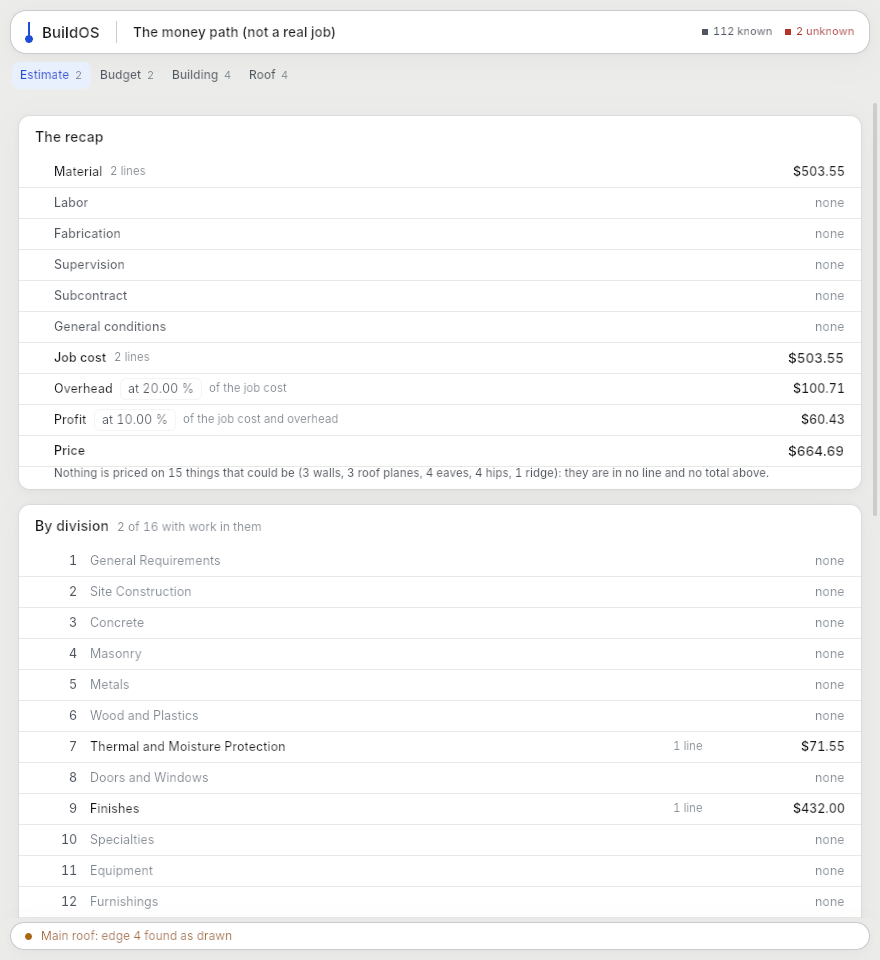 BuildOS The money path (not a real job) 112 known 2 unknown
Estimate 2 Budget 2 Building 4 Roof 4
The recap
Material 2 lines $503.55
Labor none
Fabrication none
Supervision none
Subcontract none
General conditions none
Job cost 2 lines $503.55
Overhead at 20.00 % of the job cost $100.71
Profit at 10.00 % of the job cost and overhead $60.43
Price $664.69
Nothing is priced on 15 things that could be (3 walls, 3 roof planes, 4 eaves, 4 hips, 1 ridge): they are in no line and no total above.
By division 2 of 16 with work in them
1 General Requirements none
2 Site Construction none
3 Concrete none
4 Masonry none
5 Metals none
6 Wood and Plastics none
7 Thermal and Moisture Protection 1 line $71.55
8 Doors and Windows none
9 Finishes 1 line $432.00
10 Specialties none
11 Equipment none
12 Furnishings none
Main roof: edge 4 found as drawn